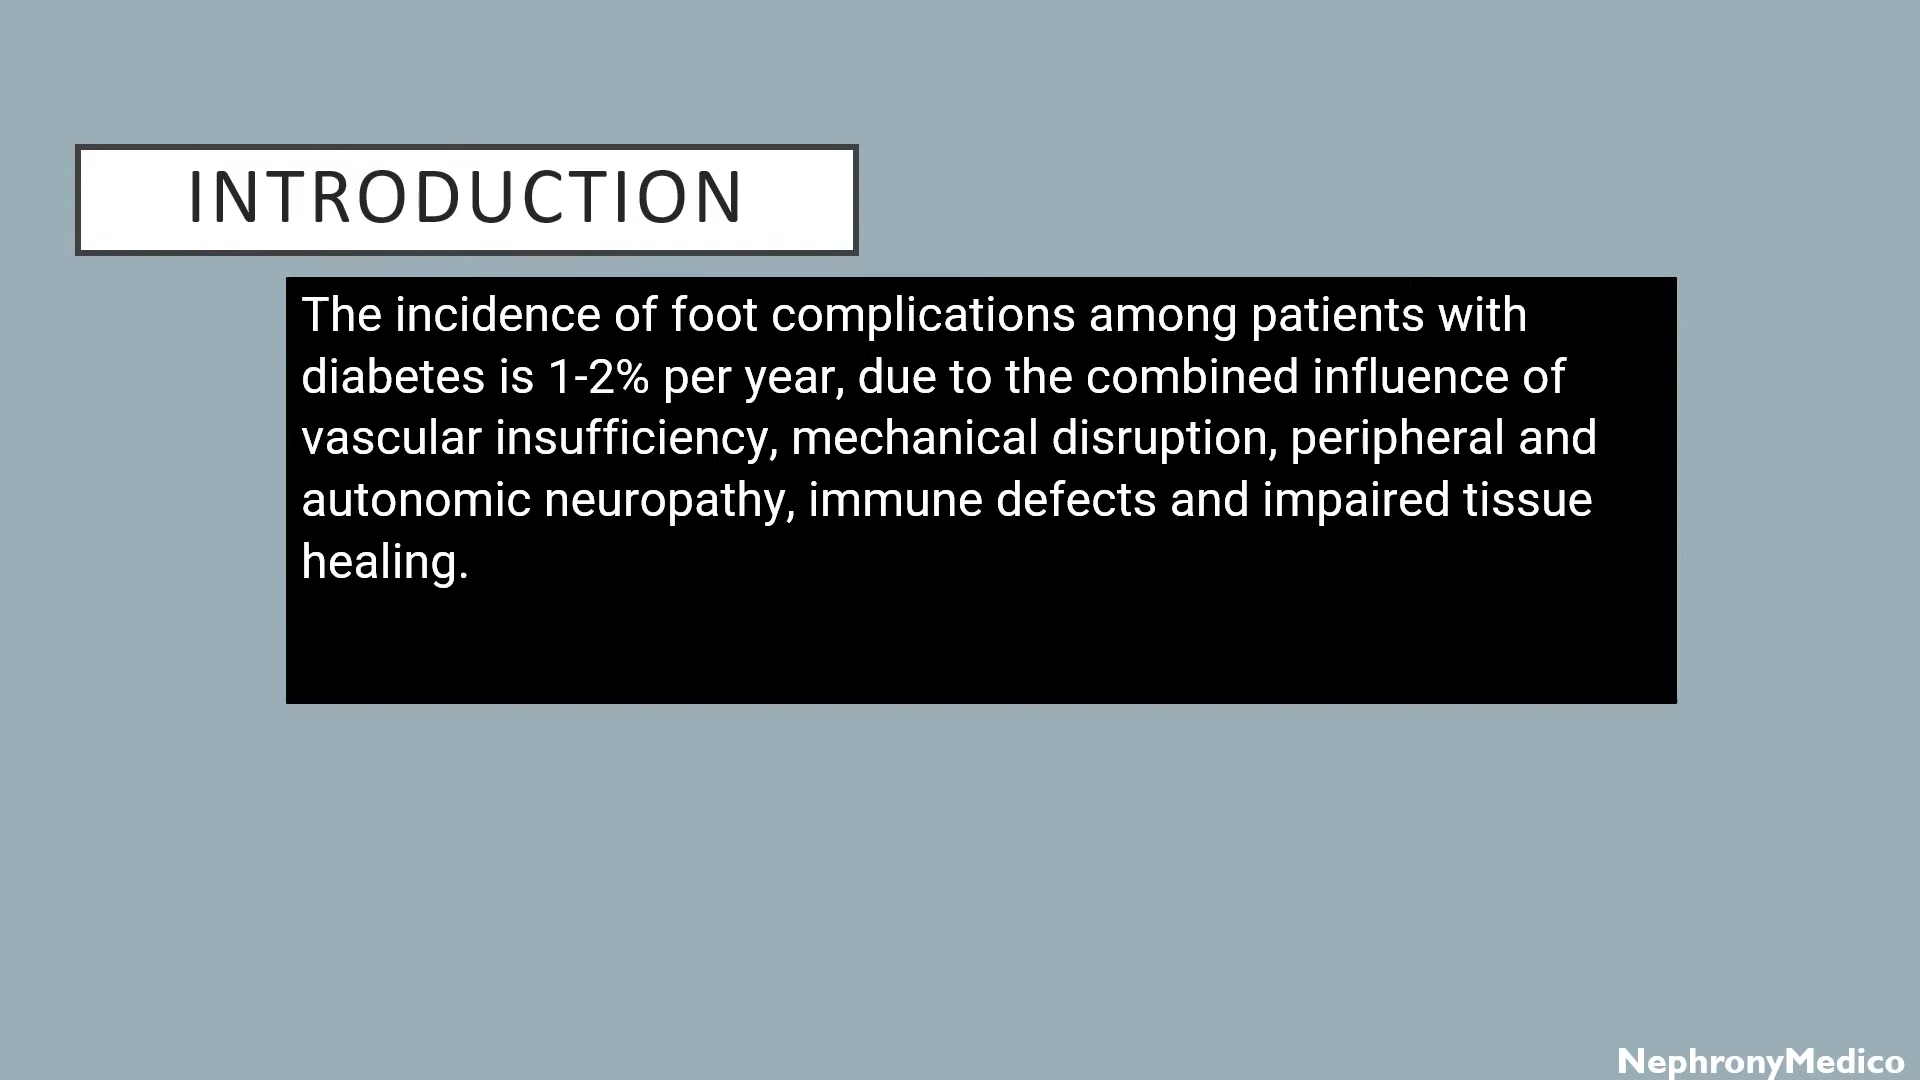 INTRODUCTION
The incidence of foot complications among patients with
diabetes is 1-2% per year, due to the combined influence of
vascular insufficiency, mechanical disruption, peripheral and
autonomic neuropathy, immune defects and impaired tissue
healing.
NephronyMedico